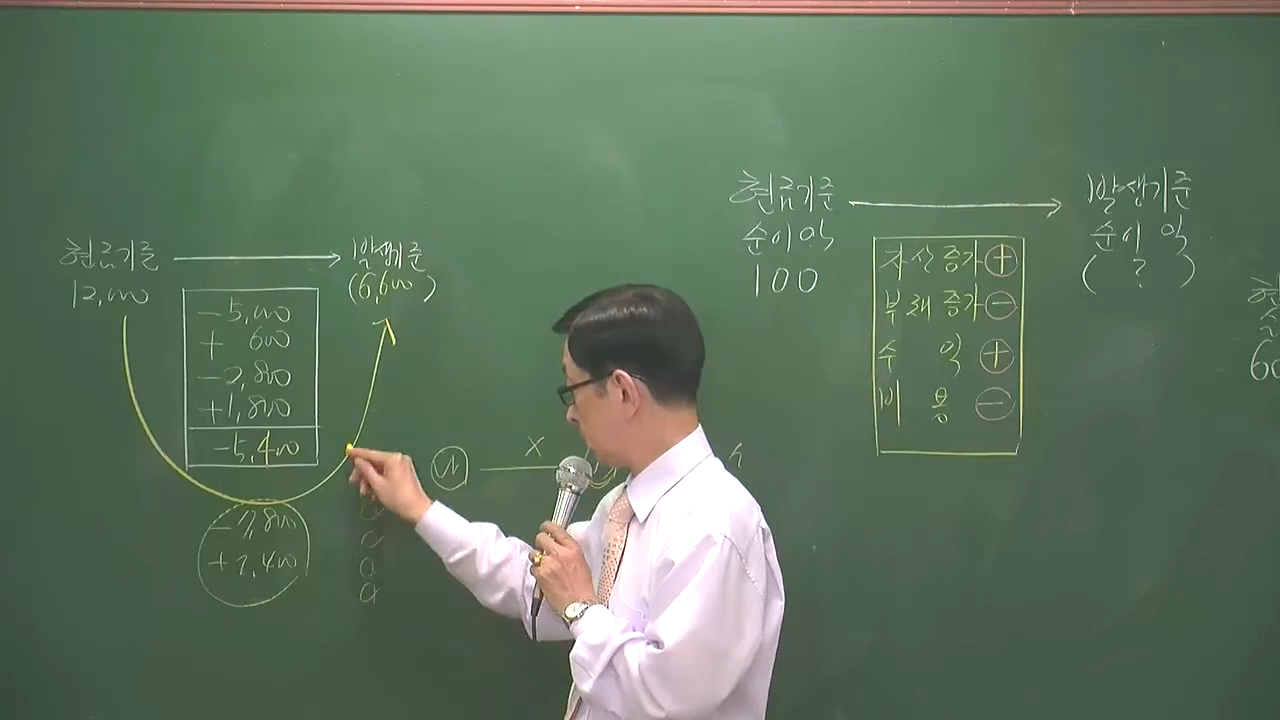 현금기준
12,000
발생기준
(6,600)
-5,000
+ 600
-2,800
+1,800
-5,400
-7,800
+2,400
X
현금기준
순이익
100
발생기준
순이익
( ? )
자산증가 +
부채증가 -
수 익 +
비 용 -